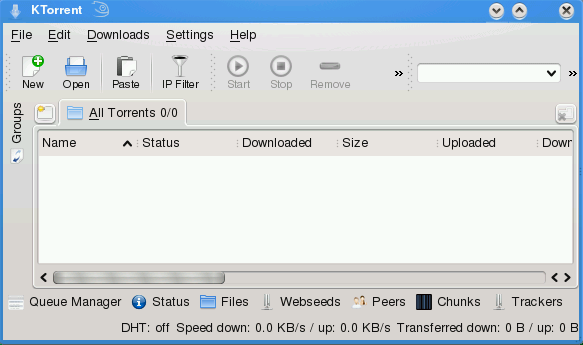 KTorrent
File Edit Downloads Settings Help
New Open Paste IP Filter Start Stop Remove »  »
Groups
All Torrents 0/0
Name Status Downloaded Size Uploaded Down
Queue Manager Status Files Webseeds Peers Chunks Trackers
DHT: off Speed down: 0.0 KB/s / up: 0.0 KB/s Transferred down: 0 B / up: 0 B